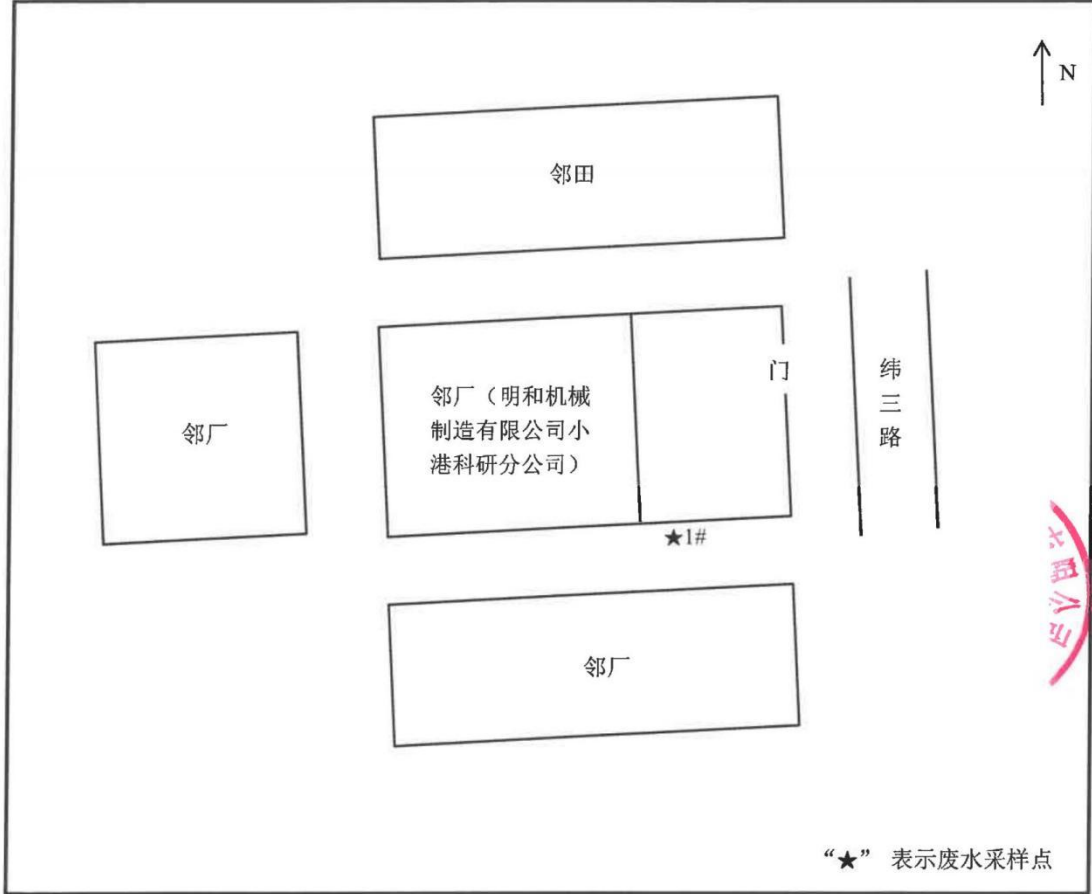 N
邻田
门
纬
三
路
邻厂
邻厂（明和机械
制造有限公司小
港科研分公司）
★1#
邻厂
“★” 表示废水采样点